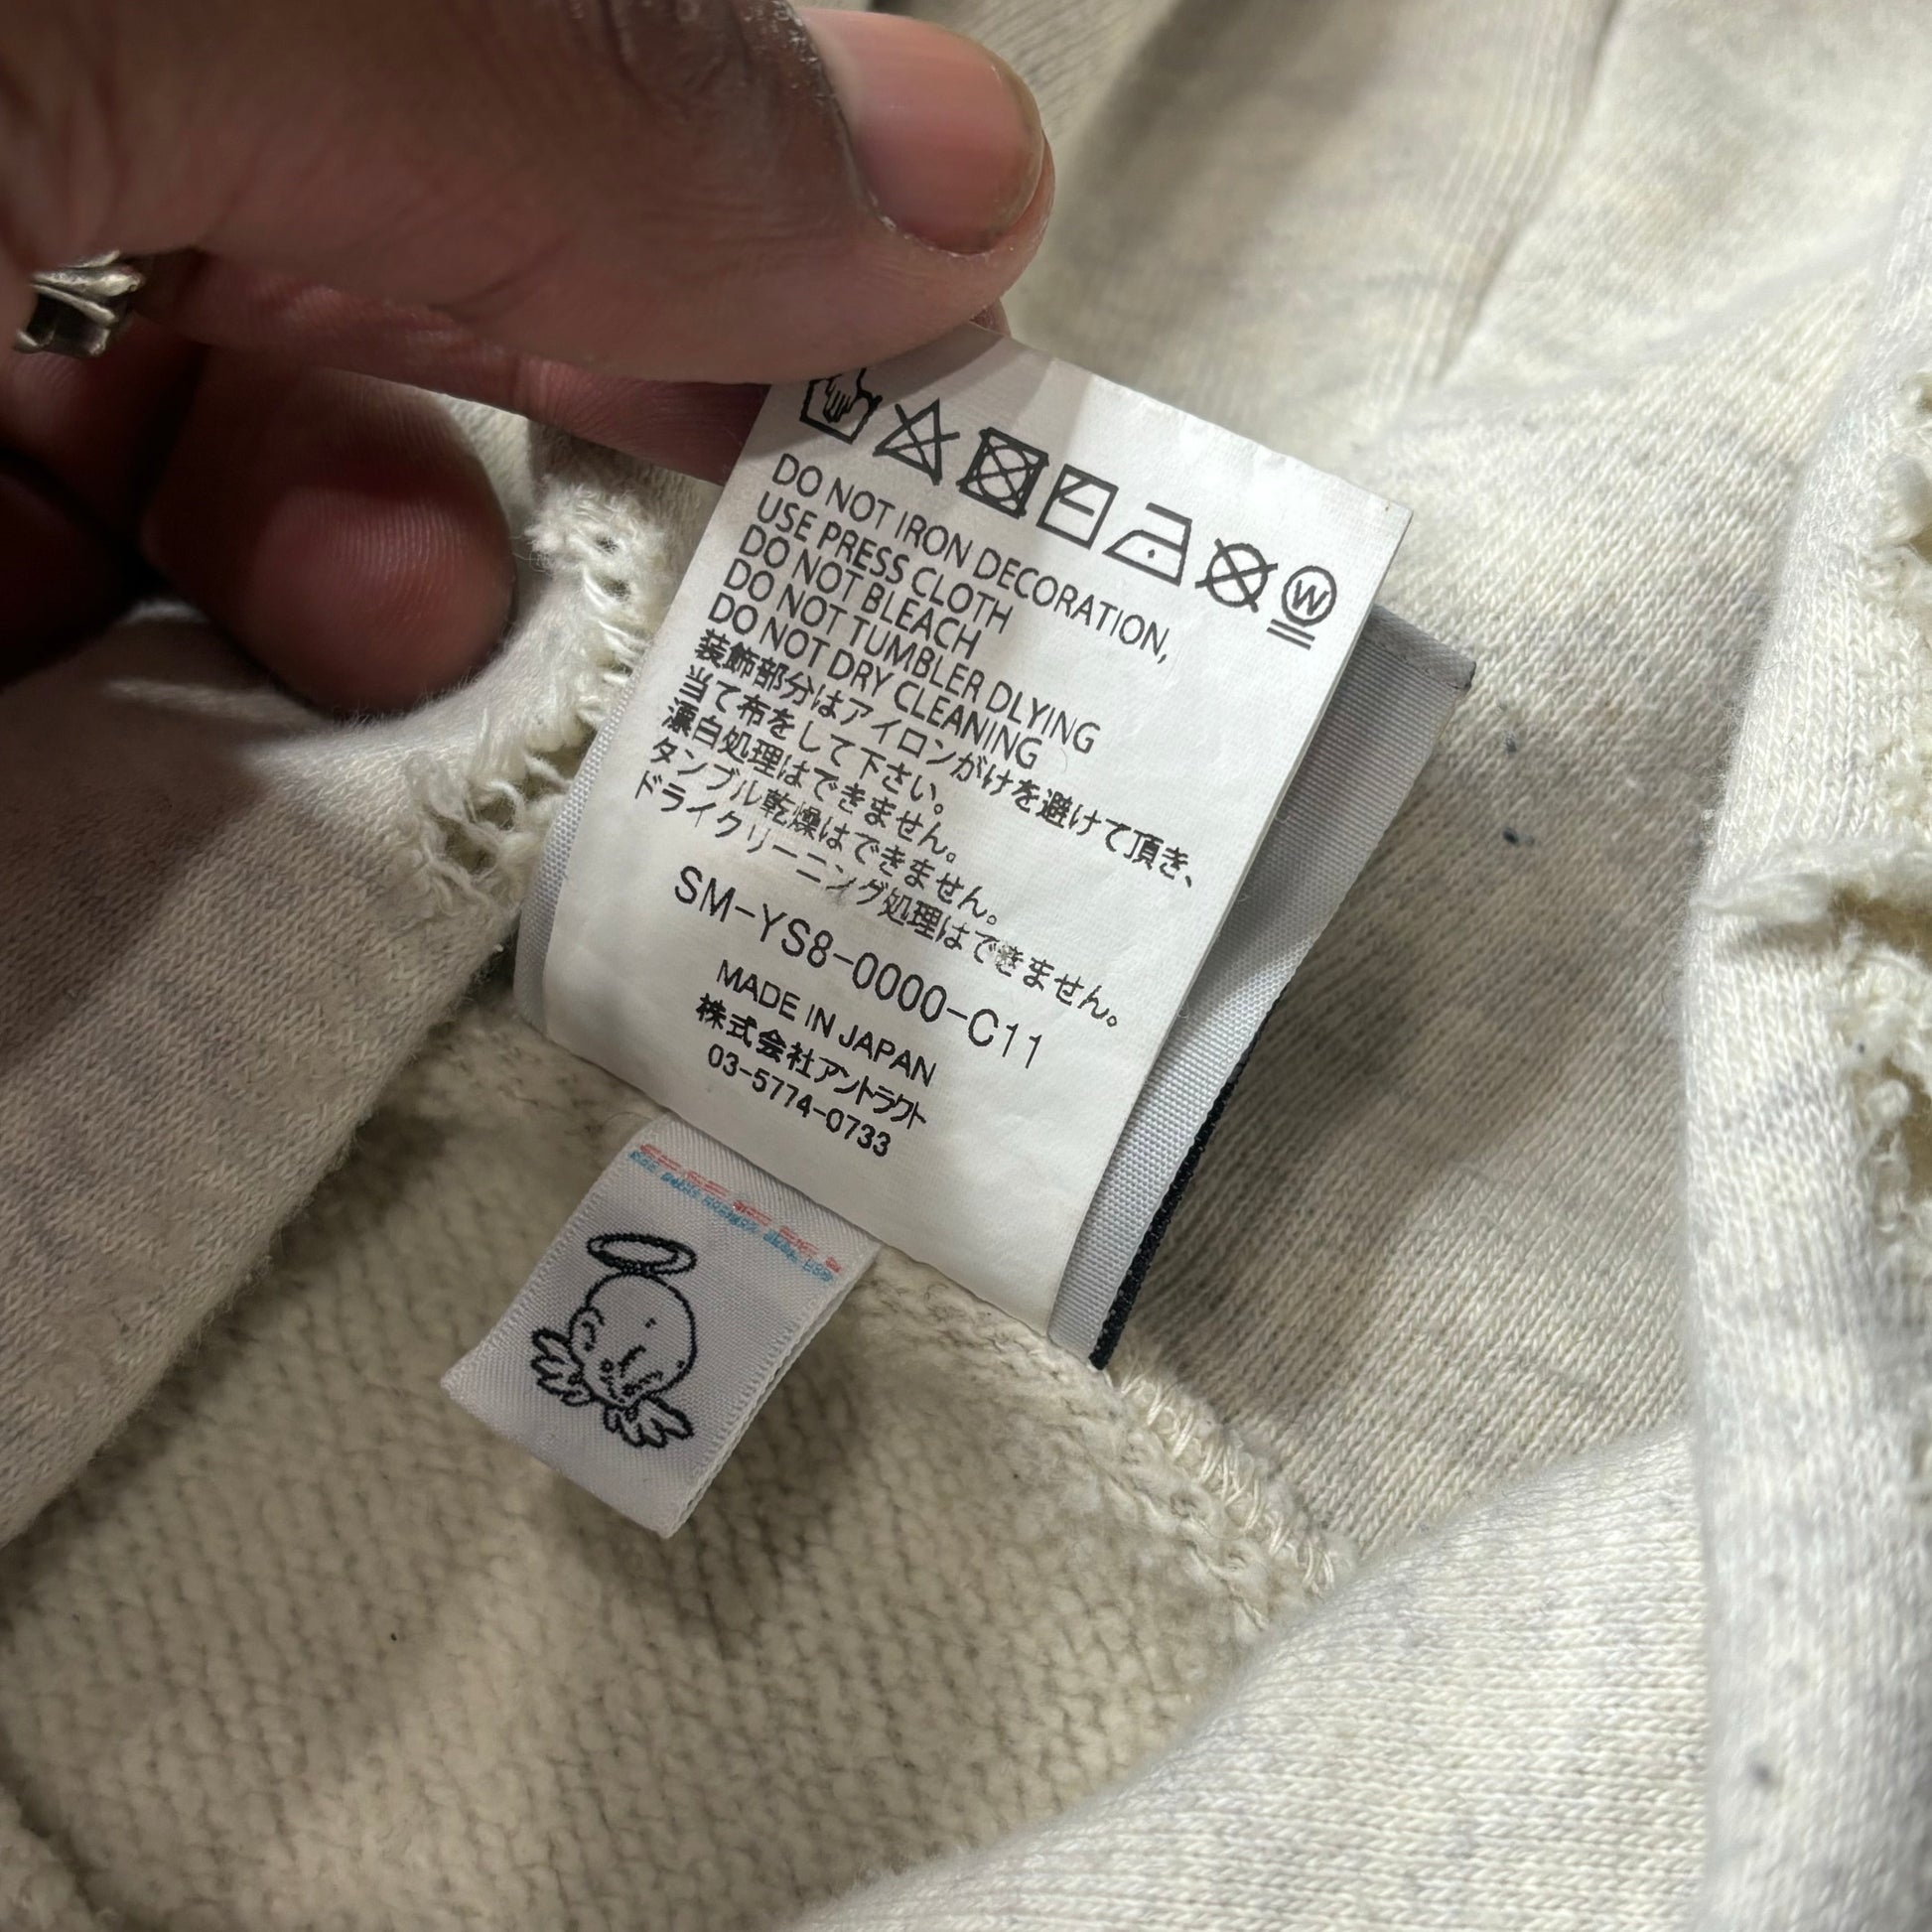 DO NOT IRON DECORATION,
USE PRESS CLOTH
DO NOT BLEACH
DO NOT TUMBLER DLYING
DO NOT DRY CLEANING
装飾部分はアイロンがけを避けて頂き、
当て布をして下さい。
漂白処理はできません。
タンブル乾燥はできません。
ドライクリーニング処理はできません。
SM-YS8-0000-C11
MADE IN JAPAN
株式会社アントラクト
03-5774-0733
W